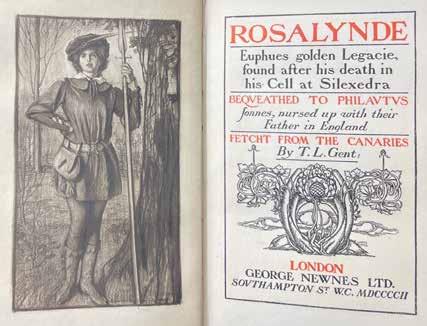 ROSALYNDE
Euphues golden Legacie,
found after his death in
his Cell at Silexedra
BEQVEATHED TO PHILAVTVS
sonnes, nursed up with their
Father in England
FETCHT FROM THE CANARIES
By T. L. Gent:
LONDON
GEORGE NEWNES LTD.
SOVTHAMPTON ST. W.C. MDCCCCII